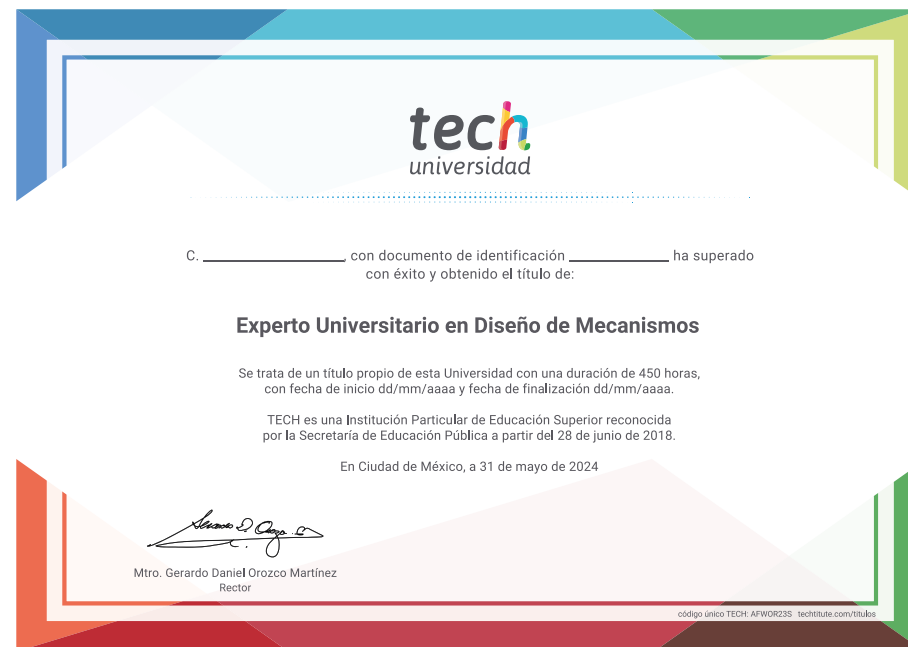 tech
universidad
C. ____________, con documento de identificación ____________ ha superado
con éxito y obtenido el título de:
Experto Universitario en Diseño de Mecanismos
Se trata de un título propio de esta Universidad con una duración de 450 horas,
con fecha de inicio dd/mm/aaaa y fecha de finalización dd/mm/aaaa.
TECH es una Institución Particular de Educación Superior reconocida
por la Secretaría de Educación Pública a partir del 28 de junio de 2018.
En Ciudad de México, a 31 de mayo de 2024
Mtro. Gerardo Daniel Orozco Martínez
Rector
código único TECH: AFWOR23S techtitute.com/titulos